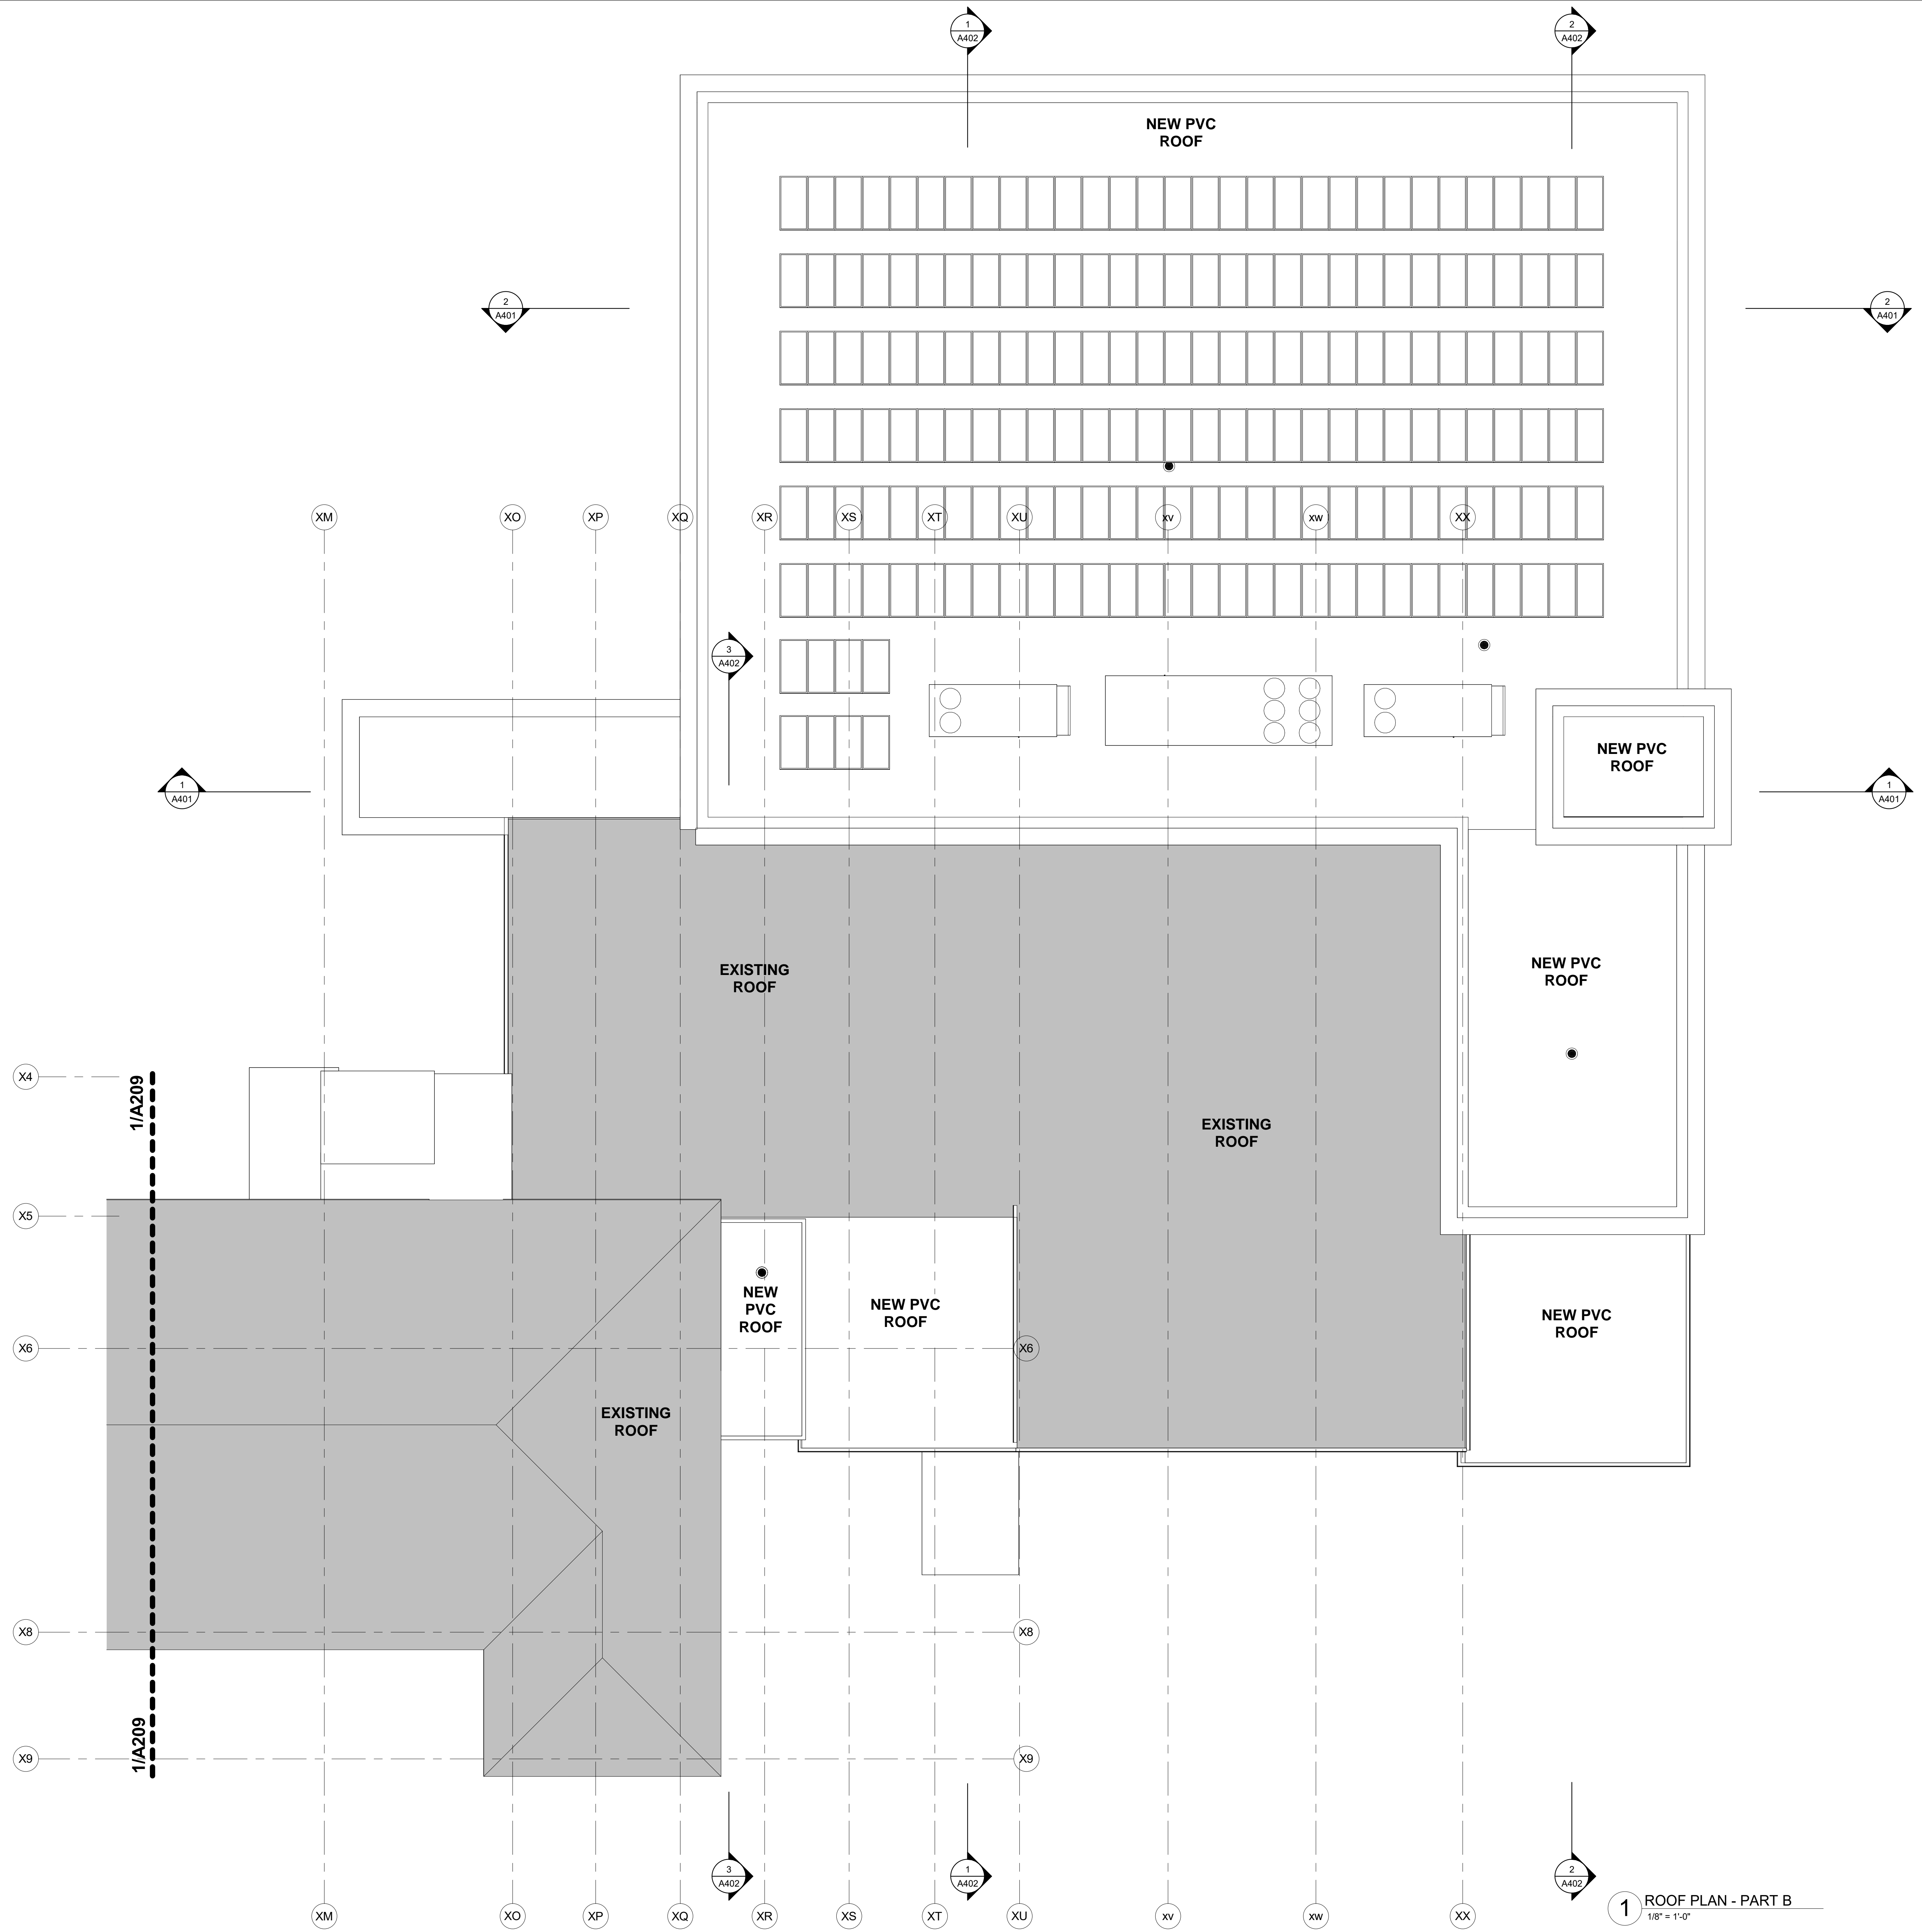 1
A402
2
A402
NEW PVC
ROOF
2
A401
2
A401
XM
XO
XP
XQ
XR
XS
XT
XU
xv
xw
XX
3
A402
NEW PVC
ROOF
1
A401
1
A401
EXISTING
ROOF
NEW PVC
ROOF
X4
1/A209
EXISTING
ROOF
X5
NEW
PVC
ROOF
NEW PVC
ROOF
NEW PVC
ROOF
X6
X6
EXISTING
ROOF
X8
X8
1/A209
X9
X9
3
A402
1
A402
2
A402
XM
XO
XP
XQ
XR
XS
XT
XU
xv
xw
XX
1
ROOF PLAN - PART B
1/8" = 1'-0"